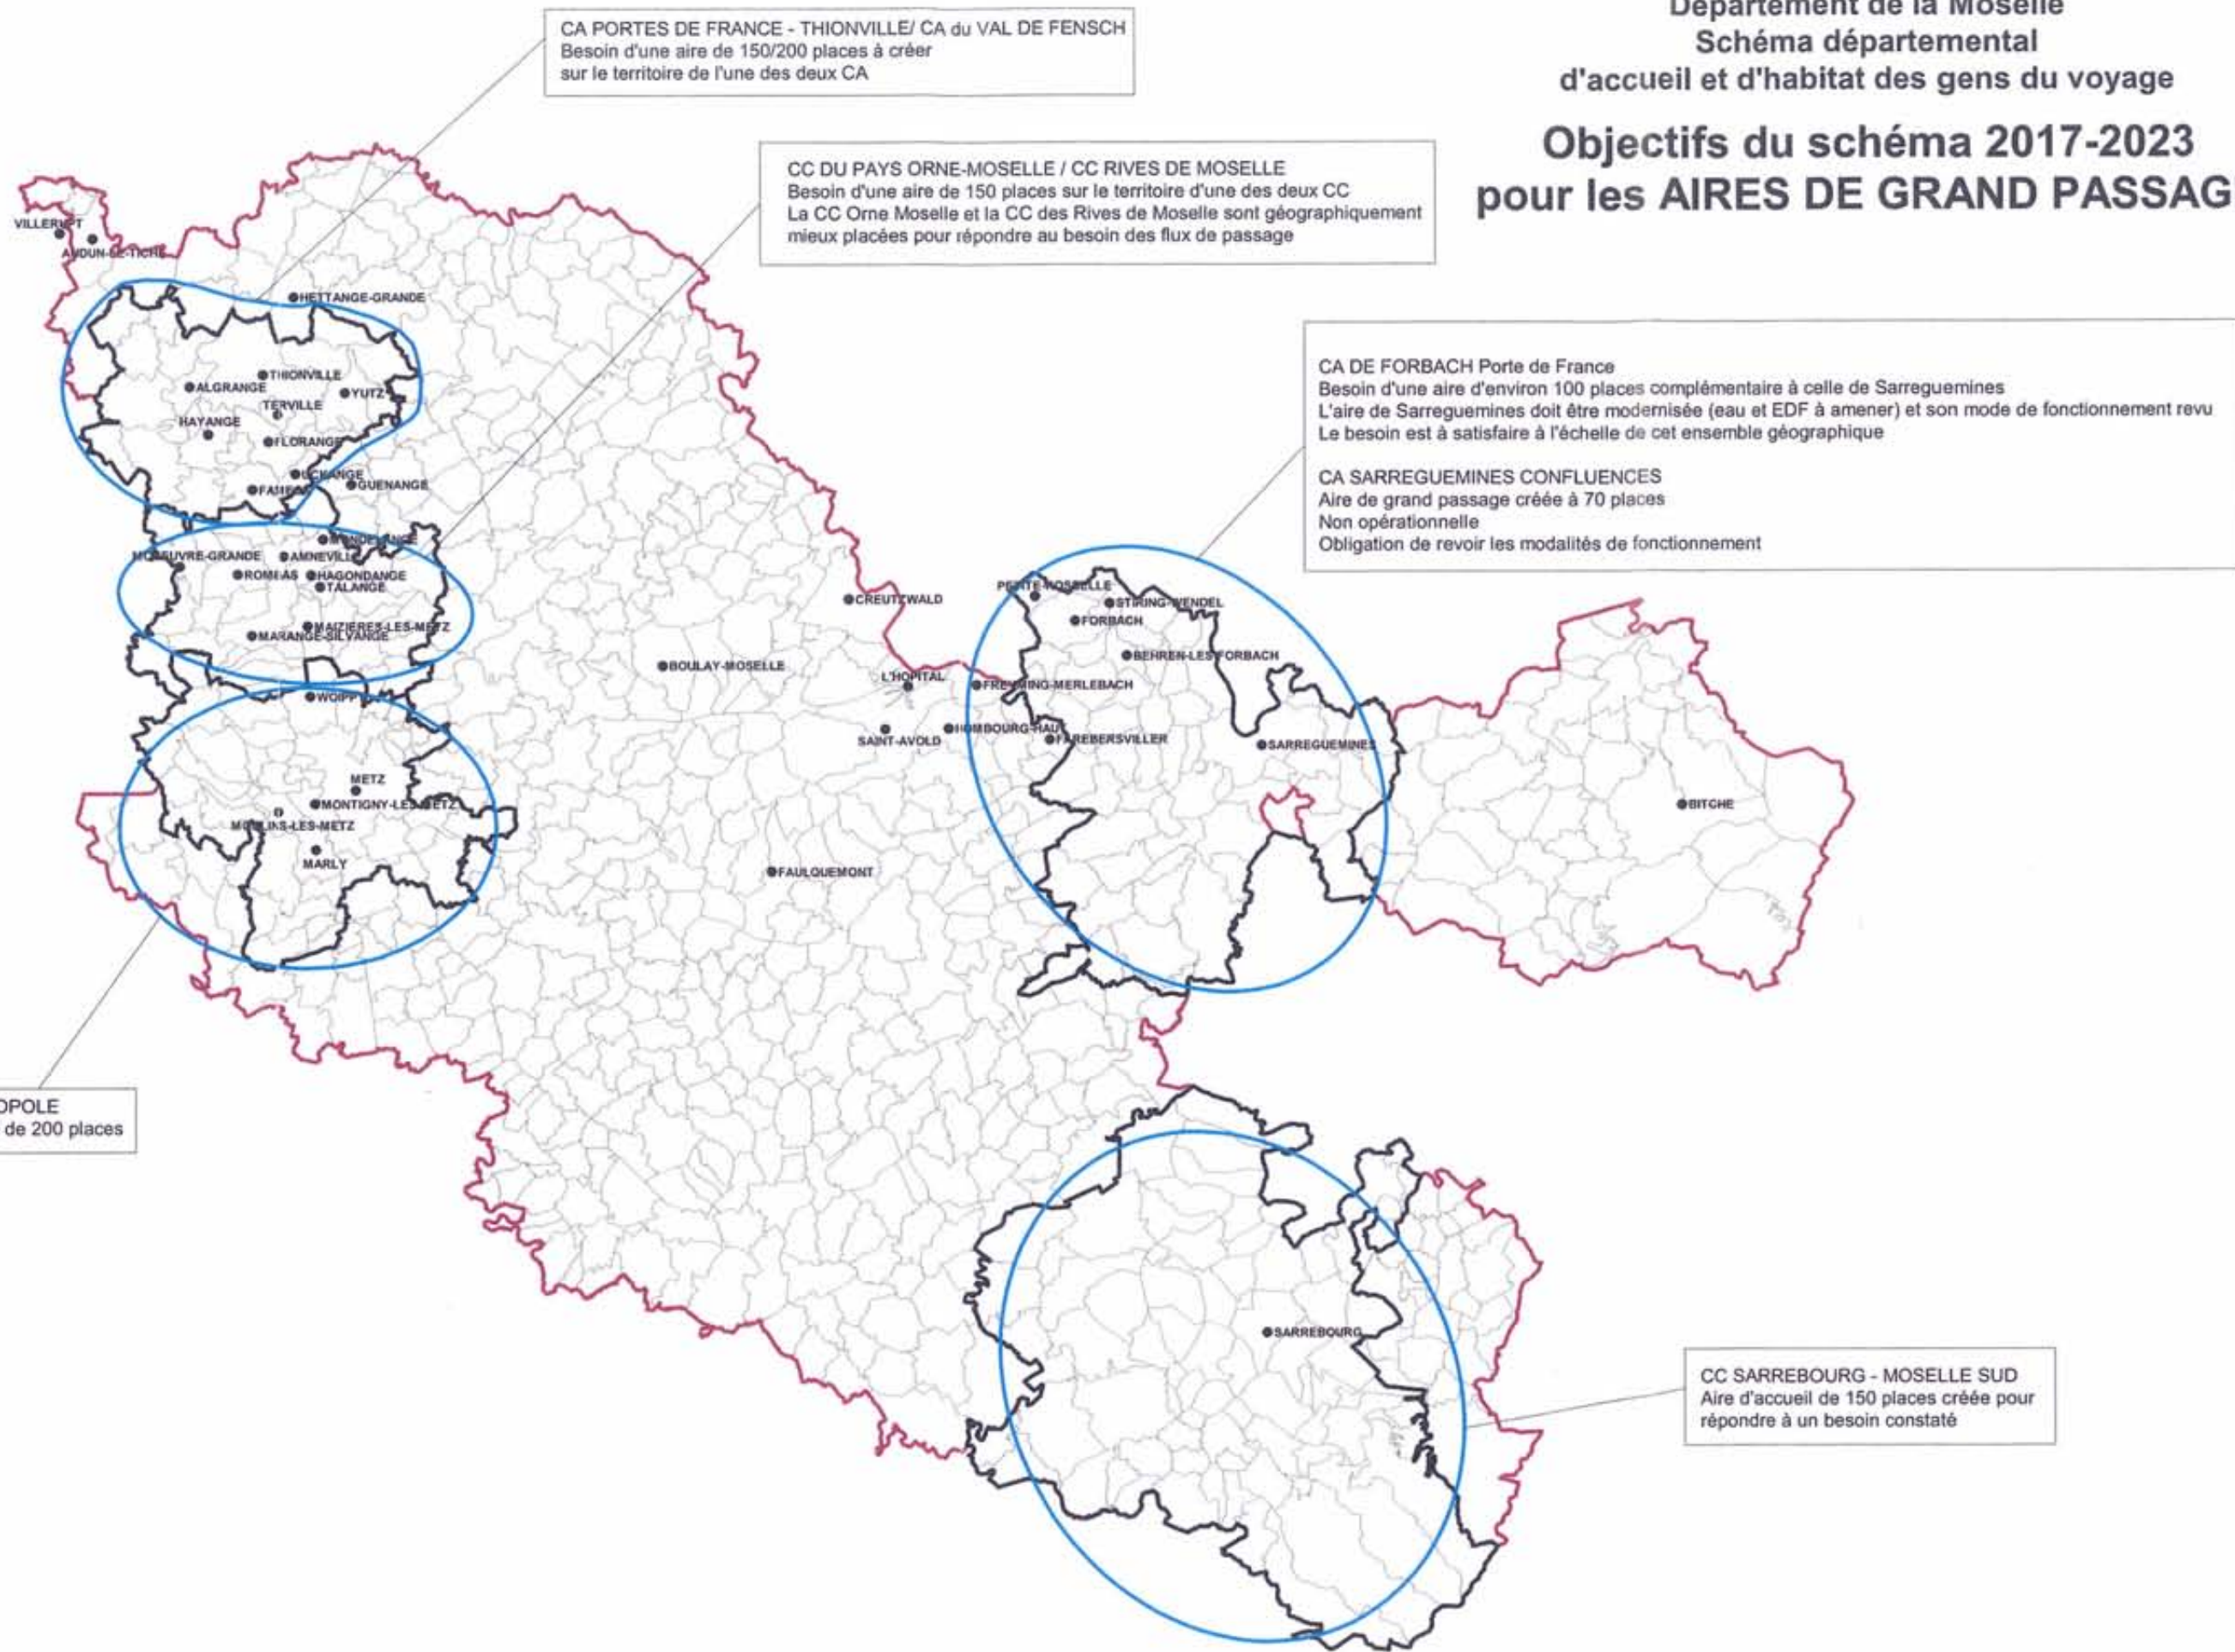 Département de la Moselle
Schéma départemental
d'accueil et d'habitat des gens du voyage
Objectifs du schéma 2017-2023
pour les AIRES DE GRAND PASSAG
CA PORTES DE FRANCE - THIONVILLE/ CA du VAL DE FENSCH
Besoin d'une aire de 150/200 places à créer
sur le territoire de l'une des deux CA
CC DU PAYS ORNE-MOSELLE / CC RIVES DE MOSELLE
Besoin d'une aire de 150 places sur le territoire d'une des deux CC
La CC Orne Moselle et la CC des Rives de Moselle sont géographiquement
mieux placées pour répondre au besoin des flux de passage
CA DE FORBACH Porte de France
Besoin d'une aire d'environ 100 places complémentaire à celle de Sarreguemines
L'aire de Sarreguemines doit être modernisée (eau et EDF à amener) et son mode de fonctionnement revu
Le besoin est à satisfaire à l'échelle de cet ensemble géographique
CA SARREGUEMINES CONFLUENCES
Aire de grand passage créée à 70 places
Non opérationnelle
Obligation de revoir les modalités de fonctionnement
VILLERUPT
AUDUN-LE-TICHE
HETTANGE-GRANDE
THIONVILLE
ALGRANGE
YUTZ
TERVILLE
HAYANGE
FLORANGE
UCKANGE
GUENANGE
FAMECK
MONDELANGE
MOYEUVRE-GRANDE
AMNEVILLE
ROMBAS
HAGONDANGE
TALANGE
MAIZIERES-LES-METZ
MARANGE-SILVANGE
WOIPPY
METZ
MONTIGNY-LES-METZ
MOULINS-LES-METZ
MARLY
CREUTZWALD
BOULAY-MOSELLE
L'HOPITAL
SAINT-AVOLD
HOMBOURG-HAUT
FREYMING-MERLEBACH
FAREBERSVILLER
PETITE-ROSSELLE
STIRING-WENDEL
FORBACH
BEHREN-LES-FORBACH
SARREGUEMINES
BITCHE
FAULQUEMONT
OPOLE
de 200 places
SARREBOURG
CC SARREBOURG - MOSELLE SUD
Aire d'accueil de 150 places créée pour
répondre à un besoin constaté